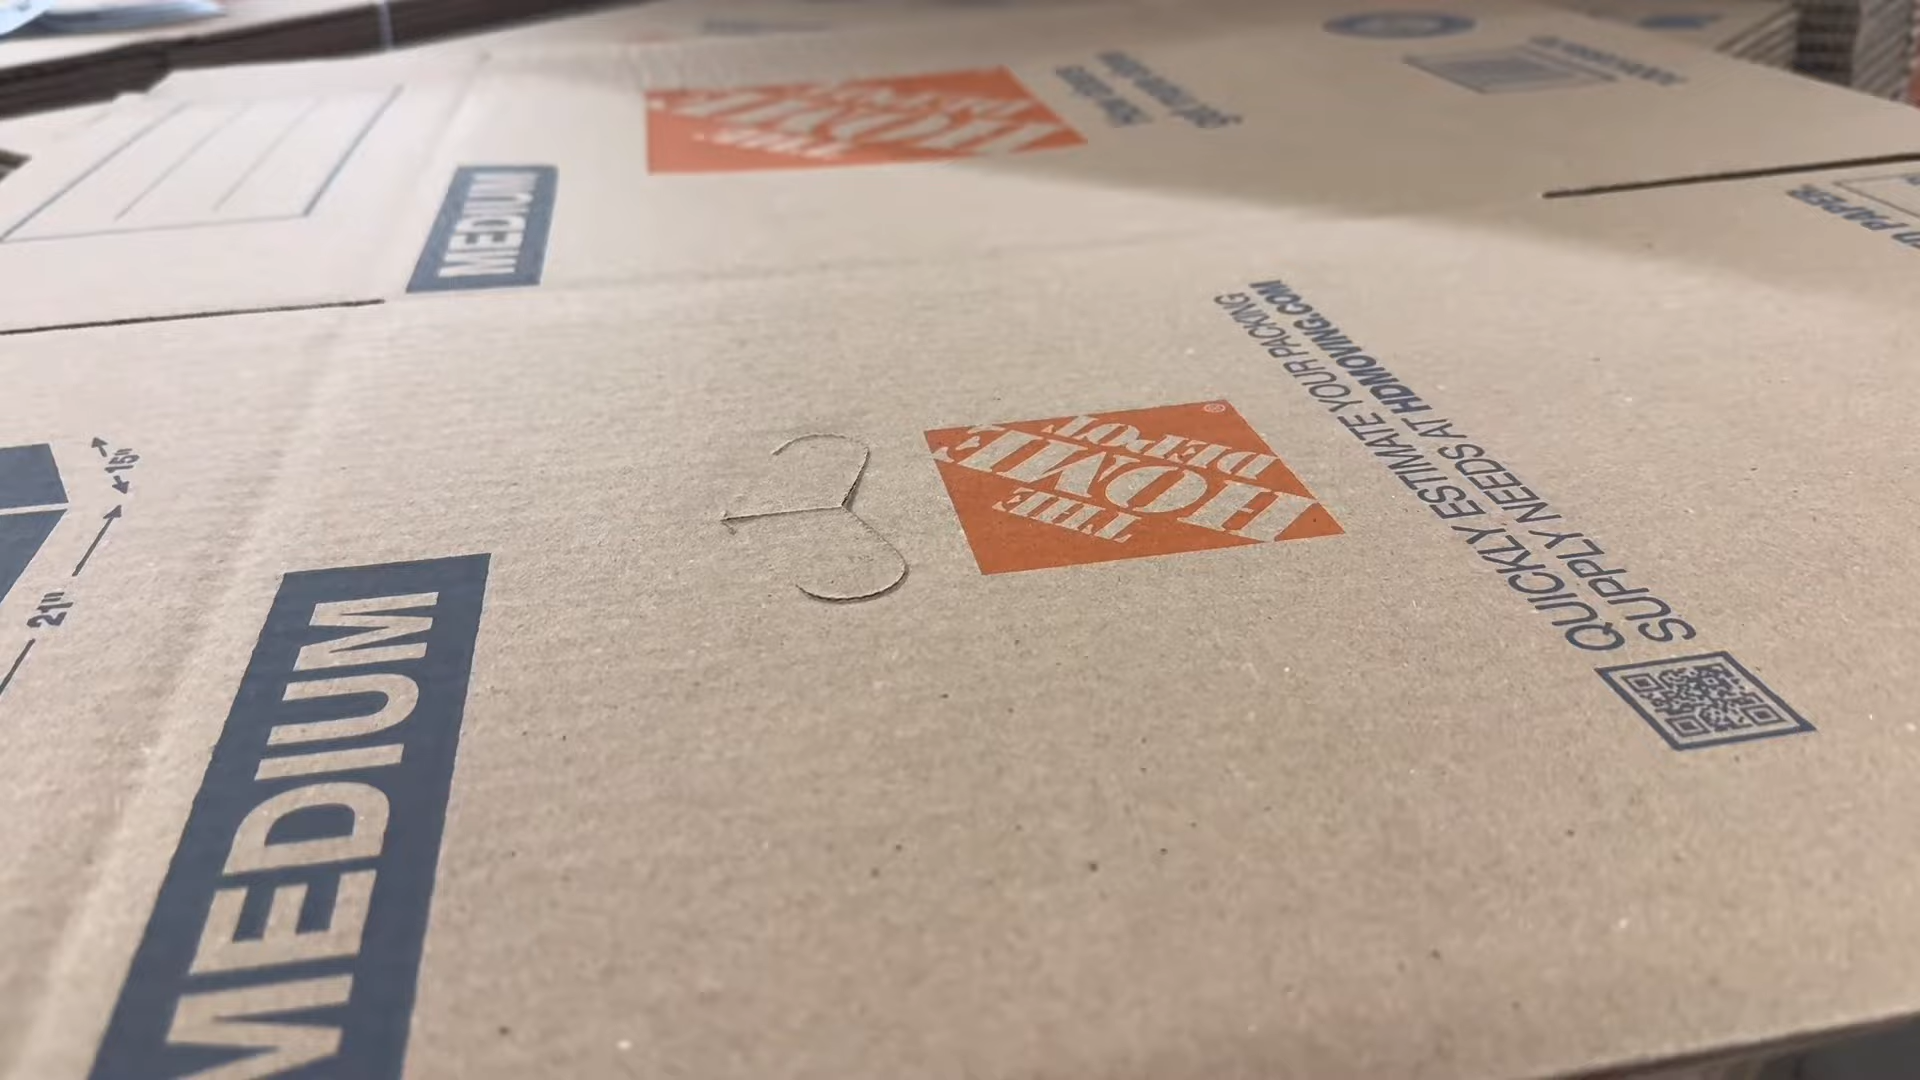 THE
HOME
DEPOT
MEDIUM
QUICKLY ESTIMATE YOUR PACKING
SUPPLY NEEDS AT HDMOVING.COM
THE
HOME
DEPOT®
MEDIUM
15"
21"
PAPER